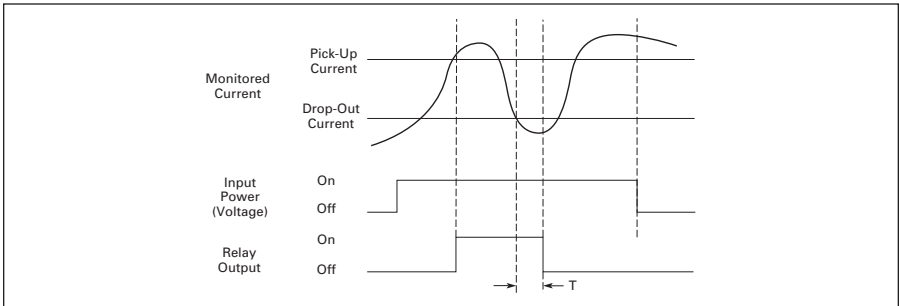 Pick-Up
Current
Monitored
Current
Drop-Out
Current
Input
Power
(Voltage)
On
Off
Relay
Output
On
Off
T